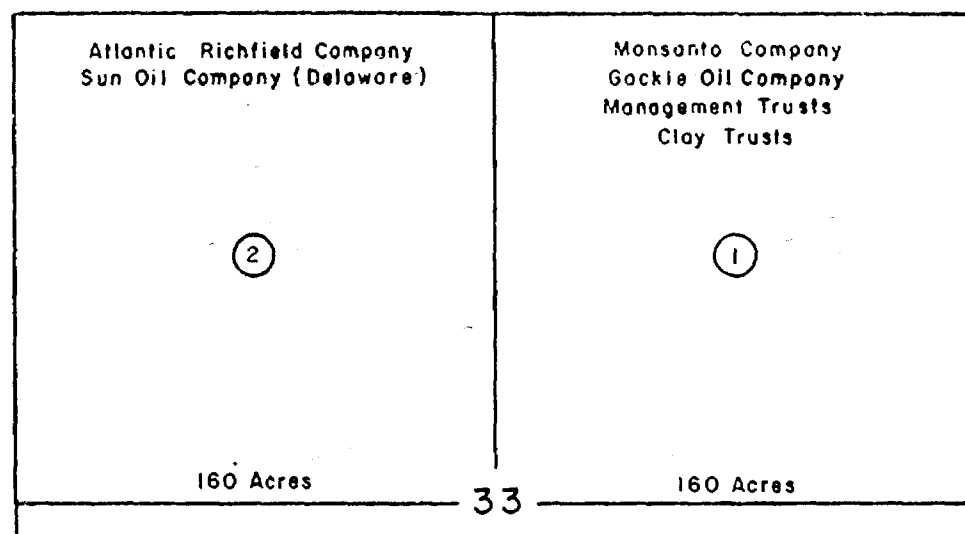 Atlantic Richfield Company
Sun Oil Company (Delaware)
2
160 Acres
Monsanto Company
Gackle Oil Company
Management Trusts
Clay Trusts
1
160 Acres
33